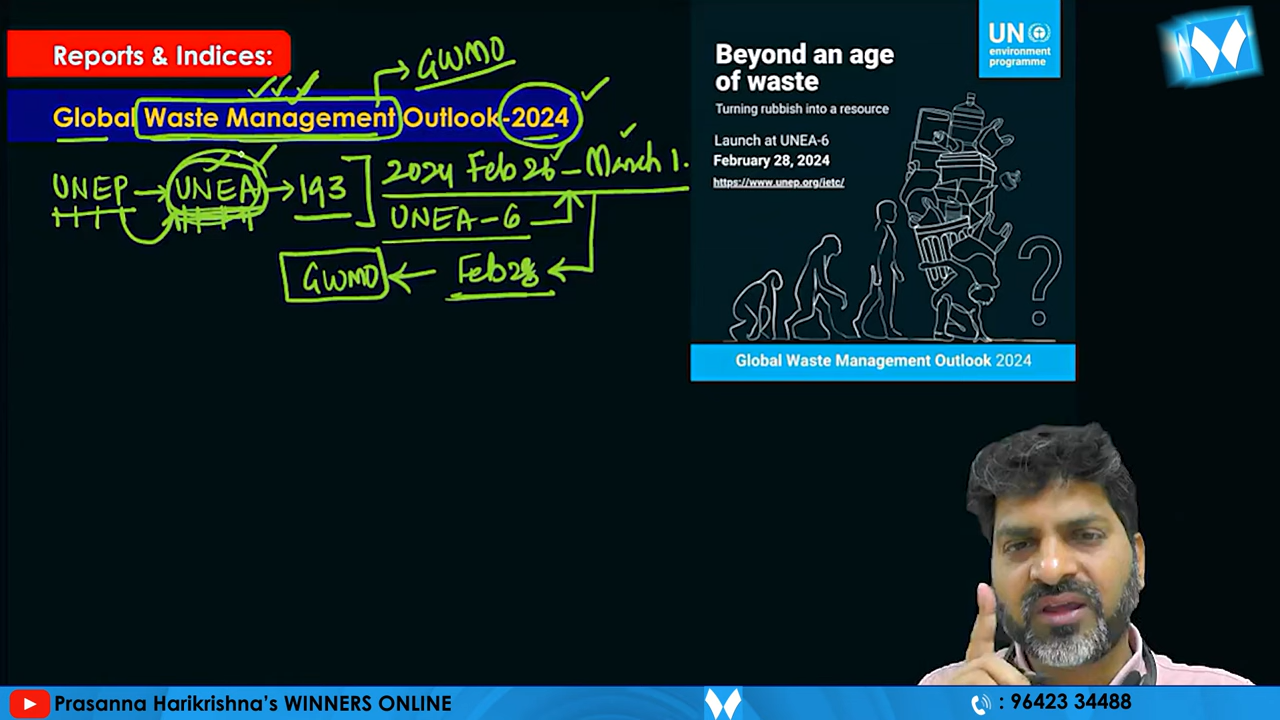 Reports & Indices:
GWMO
Global Waste Management Outlook-2024
UNEP → UNEA → 193
2024 Feb 26 – March 1.
UNEA-6
GWMO ← Feb 28
Beyond an age
of waste
Turning rubbish into a resource
Launch at UNEA-6
February 28, 2024
https://www.unep.org/ietc/
UN
environment
programme
?
Global Waste Management Outlook 2024
W
Prasanna Harikrishna's WINNERS ONLINE
W
: 96423 34488